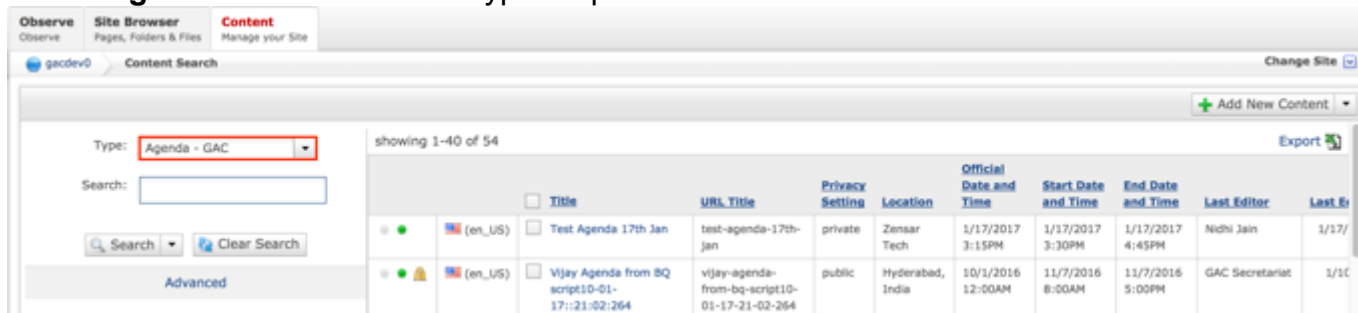 Observe Site Browser Content
Observe Pages, Folders & Files Manage your Site
gacdev0 Content Search Change Site
Add New Content
Type: Agenda - GAC
showing 1-40 of 54 Export
Search:
Search Clear Search
Advanced
Title URL Title Privacy Setting Location Official Date and Time Start Date and Time End Date and Time Last Editor
(en_US) Test Agenda 17th Jan test-agenda-17th-jan private Zensar Tech 1/17/2017 3:15PM 1/17/2017 3:30PM 1/17/2017 4:45PM Nidhi Jain 1/17/
(en_US) Vijay Agenda from BQ script10-01-17::21:02:264 vijay-agenda-from-bq-script10-01-17-21-02-264 public Hyderabad, India 10/1/2016 12:00AM 11/7/2016 8:00AM 11/7/2016 5:00PM GAC Secretariat